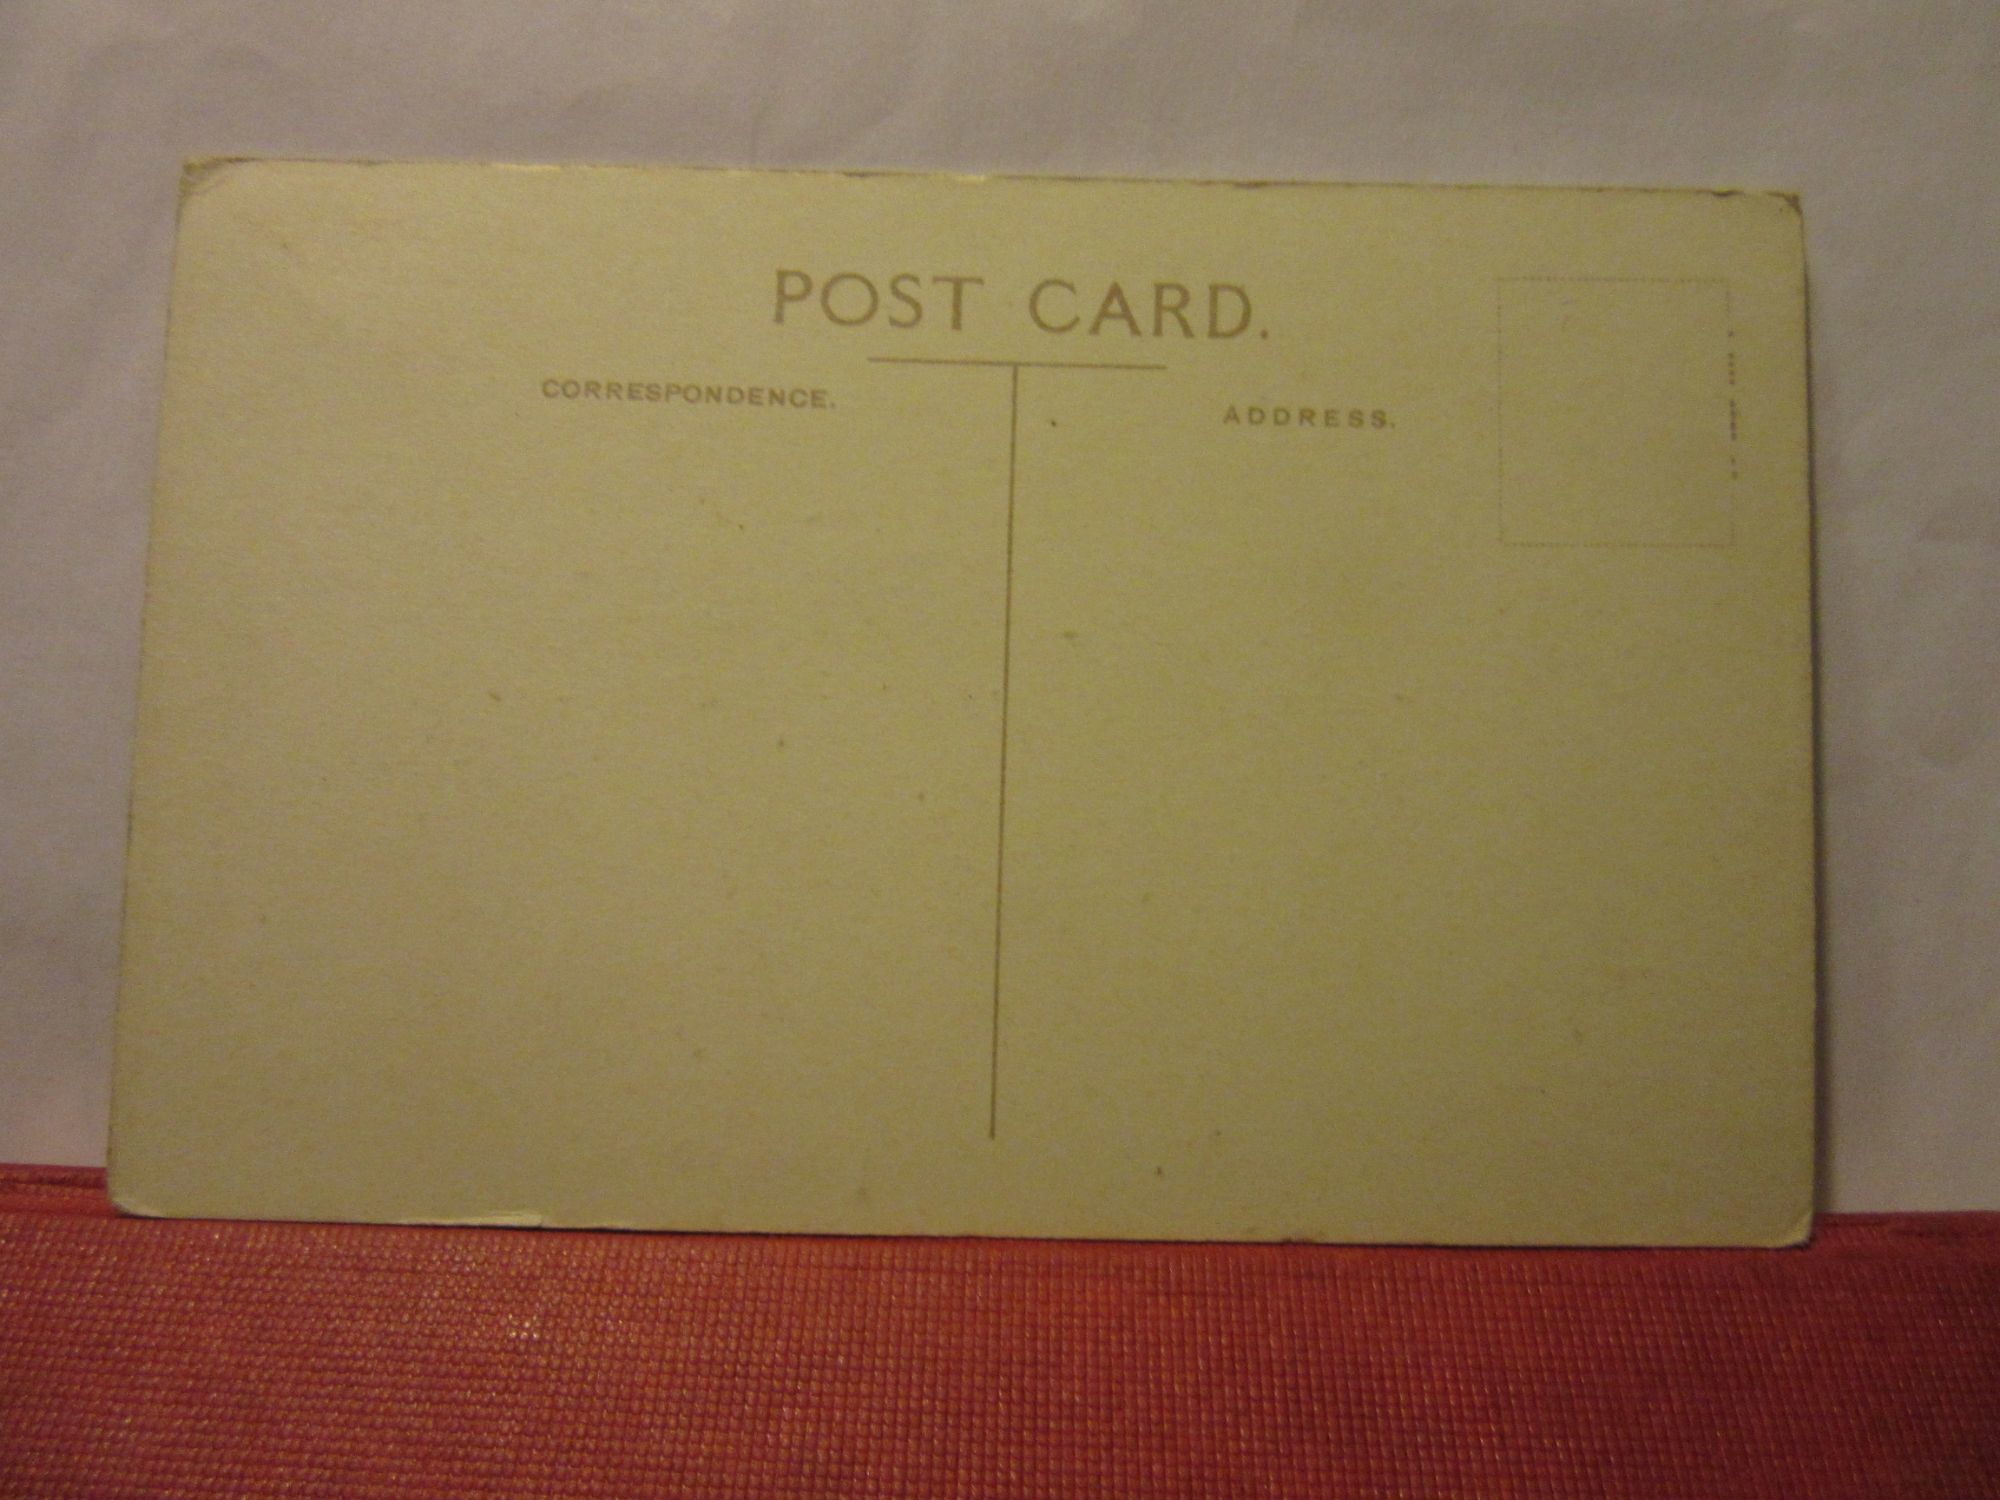 POST CARD.
CORRESPONDENCE.
ADDRESS.